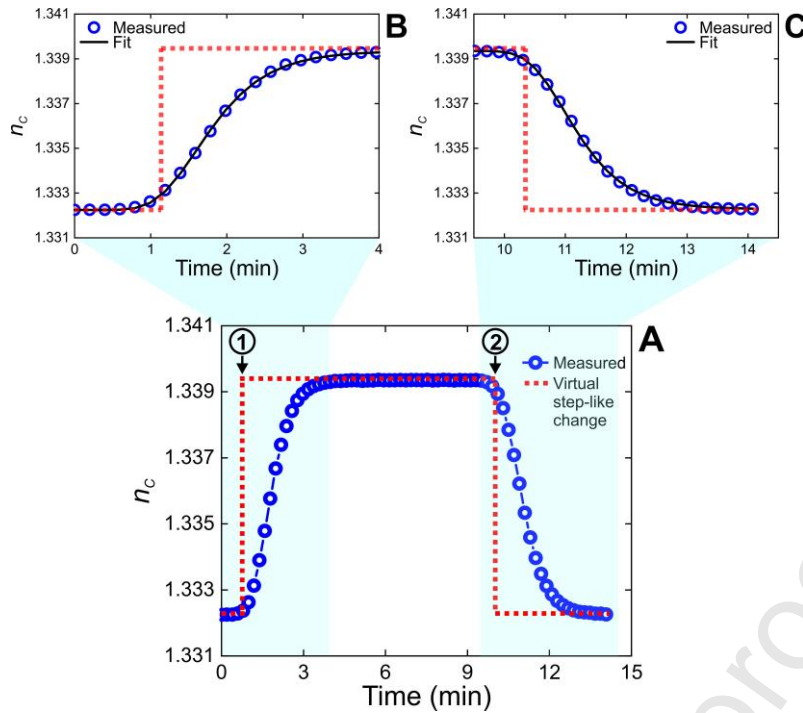 1.341
1.339
1.339
1.335
1.333
1.331
n_c
Measured
Fit
B
0 1 2 3 4
Time (min)
1.341
1.339
1.339
1.335
1.333
1.331
n_c
Measured
Fit
C
10 11 12 13 14
Time (min)
1.341
1.339
1.337
1.335
1.333
1.331
n_c
1
2
A
Measured
Virtual
step-like
change
0 3 6 9 12 15
Time (min)